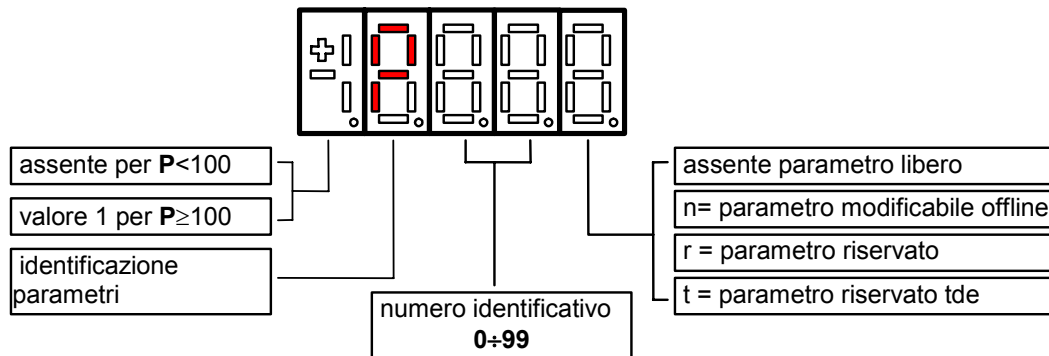 assente per P<100
valore 1 per P≥100
identificazione
parametri
numero identificativo
0÷99
assente parametro libero
n= parametro modificabile offline
r = parametro riservato
t = parametro riservato tde